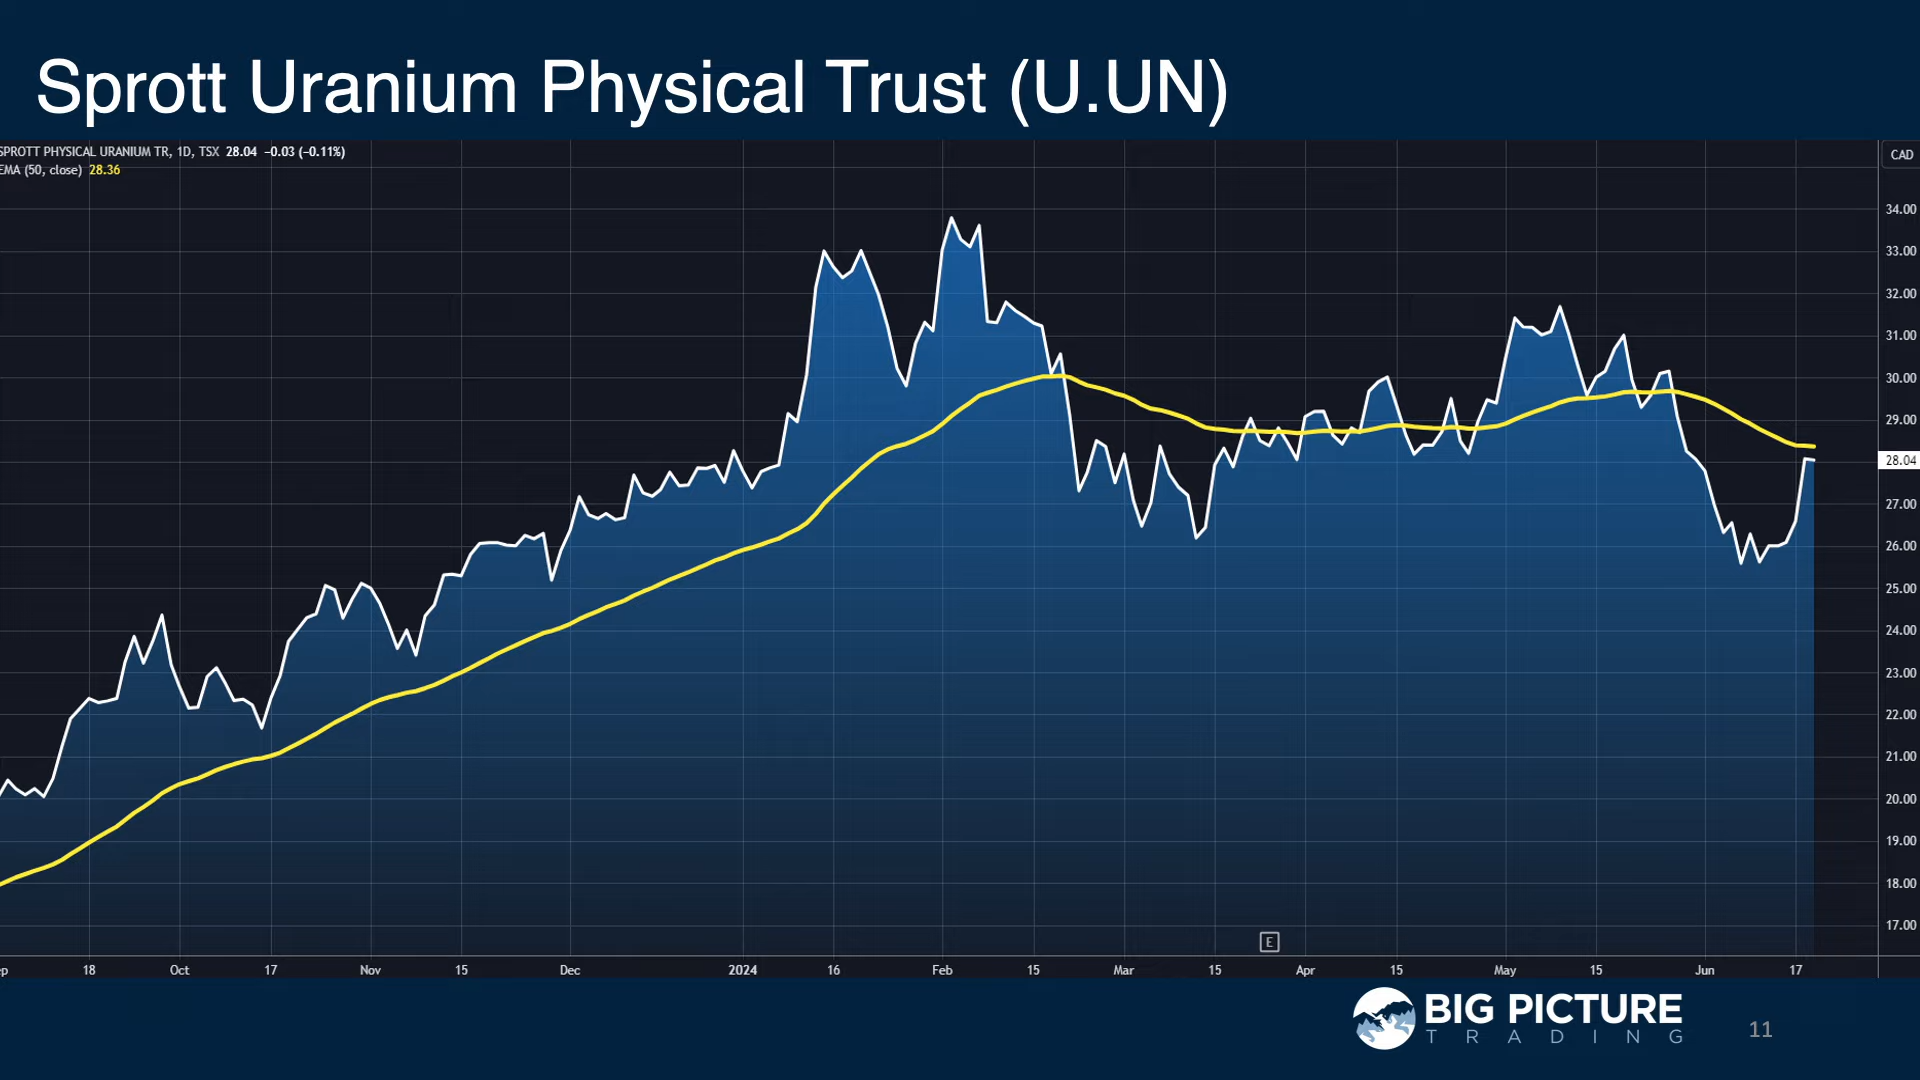 Sprott Uranium Physical Trust (U.UN)
SPROTT PHYSICAL URANIUM TR, 1D, TSX 28.04 −0.03 (−0.11%)
EMA (50, close) 28.36
CAD
34.00
33.00
32.00
31.00
30.00
29.00
28.04
27.00
26.00
25.00
24.00
23.00
22.00
21.00
20.00
19.00
18.00
17.00
E
ep 18 Oct 17 Nov 15 Dec 2024 16 Feb 15 Mar 15 Apr 15 May 15 Jun 17
BIG PICTURE
TRADING
11